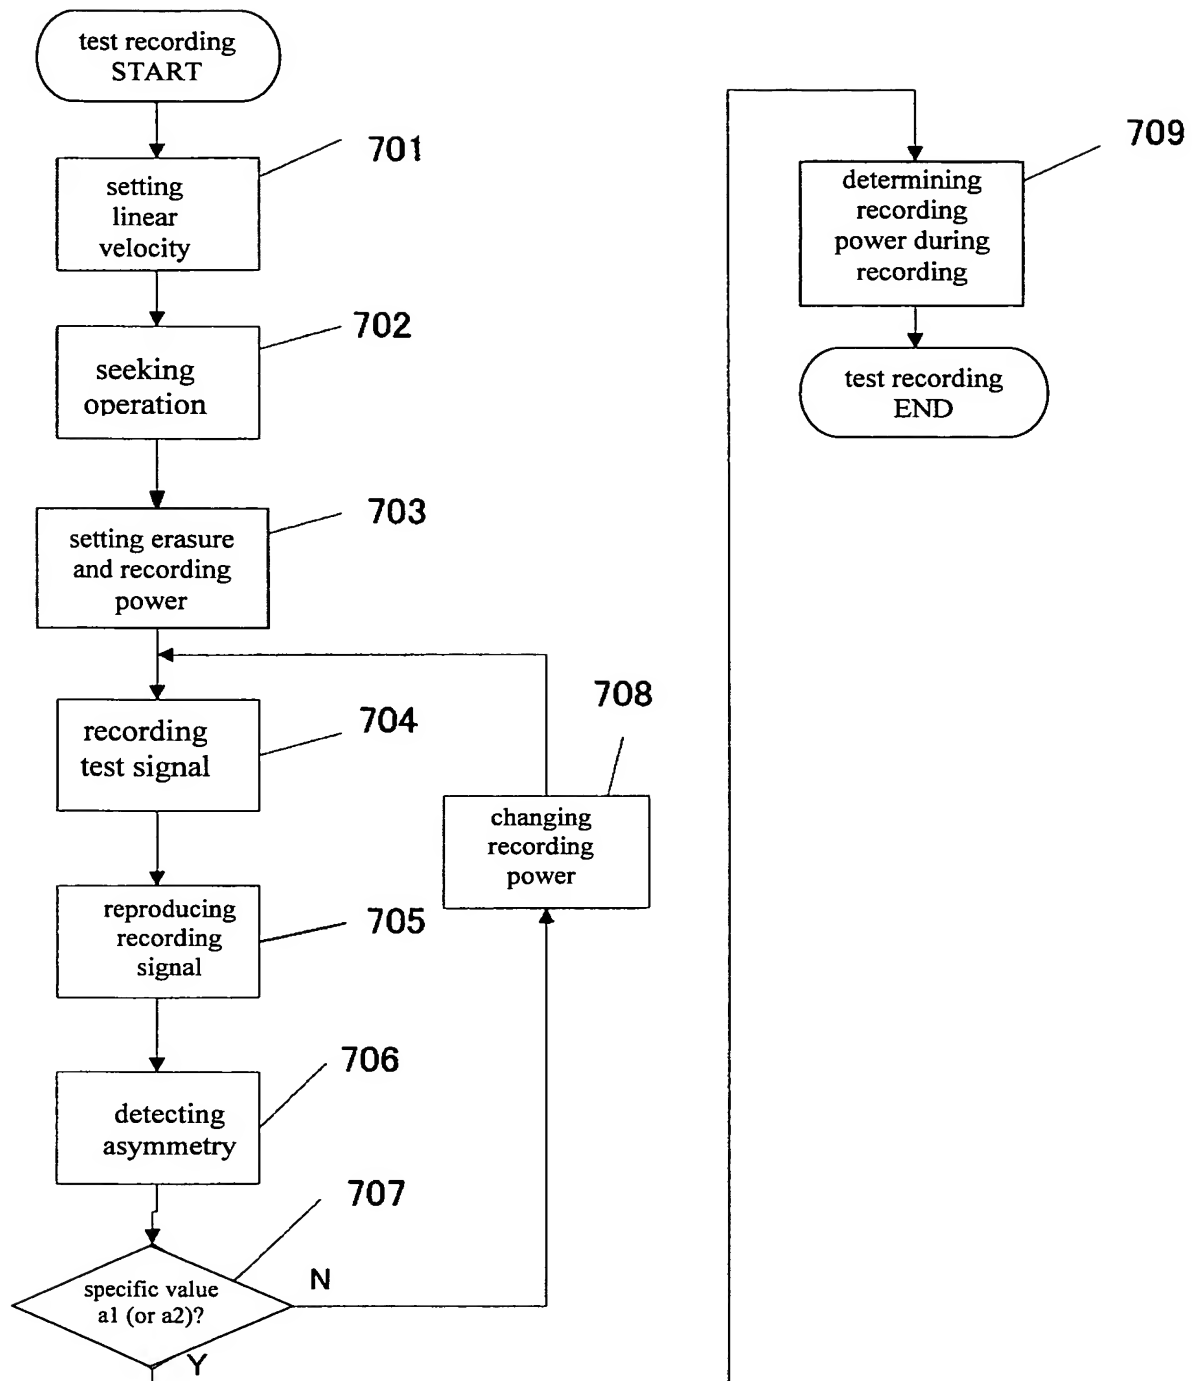 test recording
START
701
setting
linear
velocity
702
seeking
operation
703
setting erasure
and recording
power
704
recording
test signal
705
reproducing
recording
signal
706
detecting
asymmetry
707
specific value
a1 (or a2)?
N
Y
708
changing
recording
power
709
determining
recording
power during
recording
test recording
END